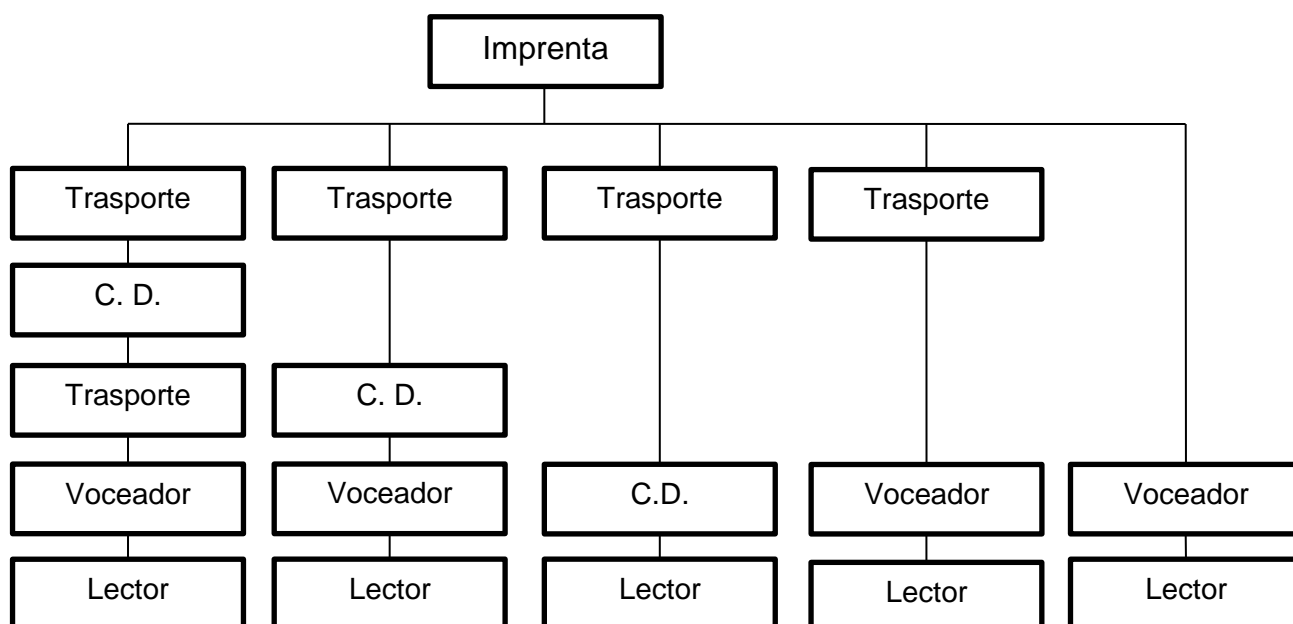 Imprenta
Trasporte
Trasporte
Trasporte
Trasporte
C. D.
Trasporte
C. D.
Voceador
Voceador
C.D.
Voceador
Voceador
Lector
Lector
Lector
Lector
Lector